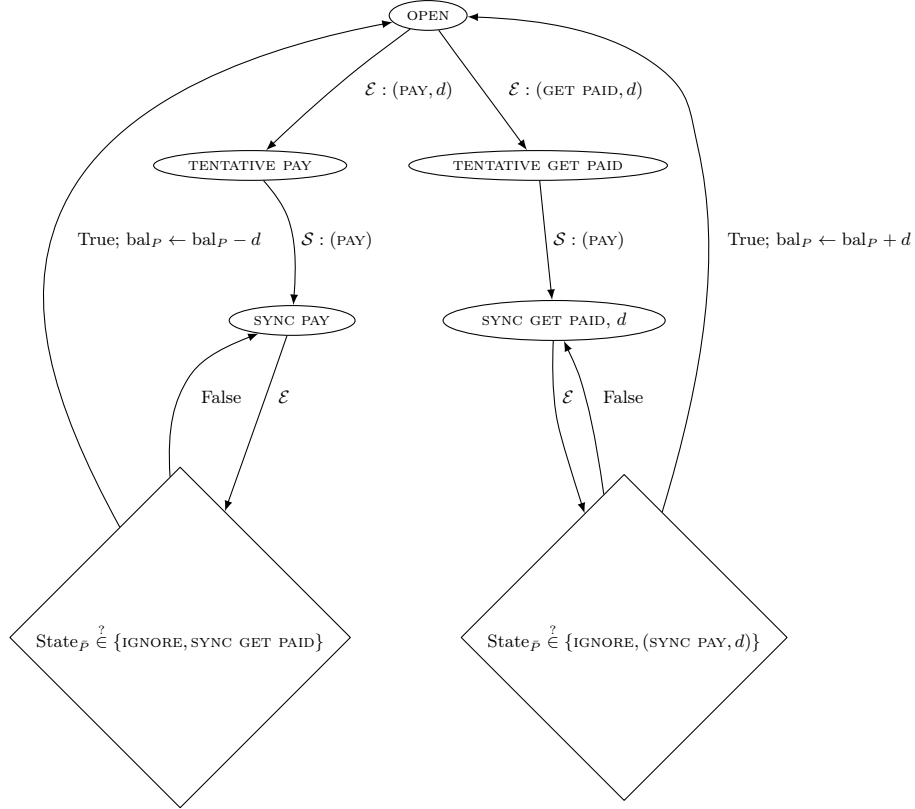 OPEN
ℰ : (PAY, d)
ℰ : (GET PAID, d)
TENTATIVE PAY
TENTATIVE GET PAID
True; bal_P ← bal_P − d
𝒮 : (PAY)
𝒮 : (PAY)
True; bal_P ← bal_P + d
SYNC PAY
SYNC GET PAID, d
False
ℰ
ℰ
False
State_P̄ ∈? {IGNORE, SYNC GET PAID}
State_P̄ ∈? {IGNORE, (SYNC PAY, d)}